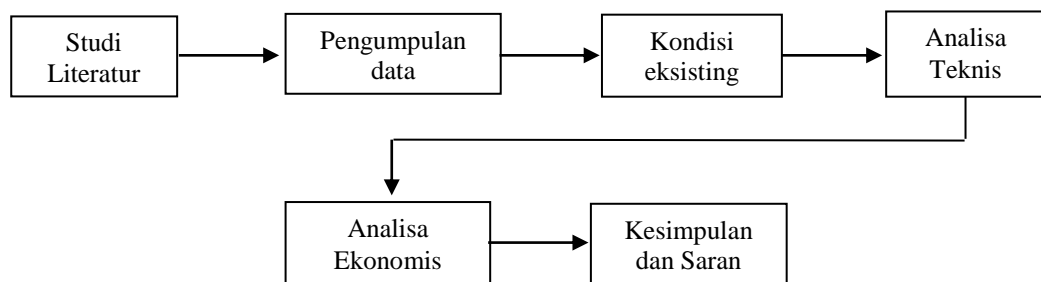 Studi
Literatur
Pengumpulan
data
Kondisi
eksisting
Analisa
Teknis
Analisa
Ekonomis
Kesimpulan
dan Saran